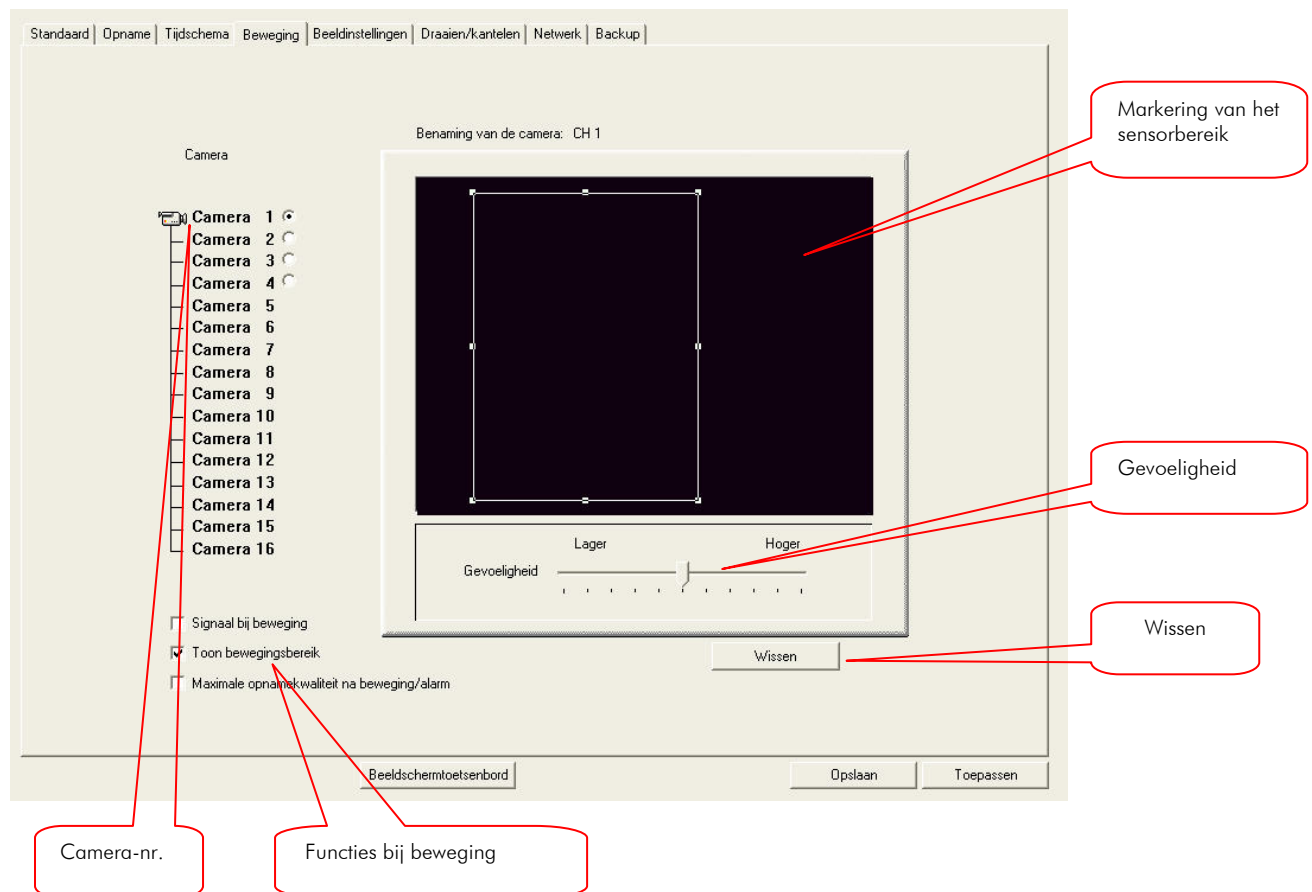 Standaard Opname Tijdschema Beweging Beeldinstellingen Draaien/kantelen Netwerk Backup
Markering van het
sensorbereik
Benaming van de camera: CH 1
Camera
Camera 1
Camera 2
Camera 3
Camera 4
Camera 5
Camera 6
Camera 7
Camera 8
Camera 9
Camera 10
Camera 11
Camera 12
Camera 13
Camera 14
Camera 15
Camera 16
Gevoeligheid
Lager Hoger
Gevoeligheid
Signaal bij beweging
Toon bewegingsbereik
Maximale opnamekwaliteit na beweging/alarm
Wissen
Wissen
Beeldschermtoetsenbord Opslaan Toepassen
Camera-nr. Functies bij beweging